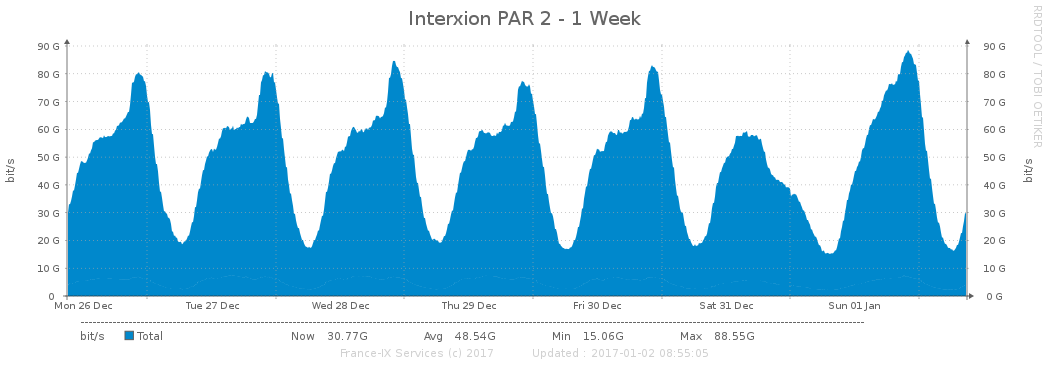 Interxion PAR 2 - 1 Week
RRDTOOL / TOBI OETIKER
bit/s
90 G
80 G
70 G
60 G
50 G
40 G
30 G
20 G
10 G
0
90 G
80 G
70 G
60 G
50 G
40 G
30 G
20 G
10 G
0 G
bit/s
Mon 26 Dec Tue 27 Dec Wed 28 Dec Thu 29 Dec Fri 30 Dec Sat 31 Dec Sun 01 Jan
bit/s Total Now 30.77G Avg 48.54G Min 15.06G Max 88.55G
France-IX Services (c) 2017 Updated : 2017-01-02 08:55:05